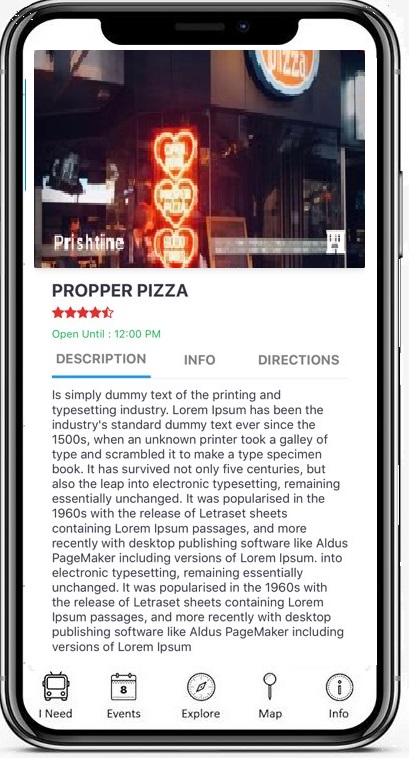 Pizza
Prishtine
PROPPER PIZZA
Open Until : 12:00 PM
DESCRIPTION INFO DIRECTIONS
Is simply dummy text of the printing and
typesetting industry. Lorem Ipsum has been the
industry's standard dummy text ever since the
1500s, when an unknown printer took a galley of
type and scrambled it to make a type specimen
book. It has survived not only five centuries, but
also the leap into electronic typesetting, remaining
essentially unchanged. It was popularised in the
1960s with the release of Letraset sheets
containing Lorem Ipsum passages, and more
recently with desktop publishing software like Aldus
PageMaker including versions of Lorem Ipsum. into
electronic typesetting, remaining essentially
unchanged. It was popularised in the 1960s with
the release of Letraset sheets containing Lorem
Ipsum passages, and more recently with desktop
publishing software like Aldus PageMaker including
versions of Lorem Ipsum
8
I Need Events Explore Map Info